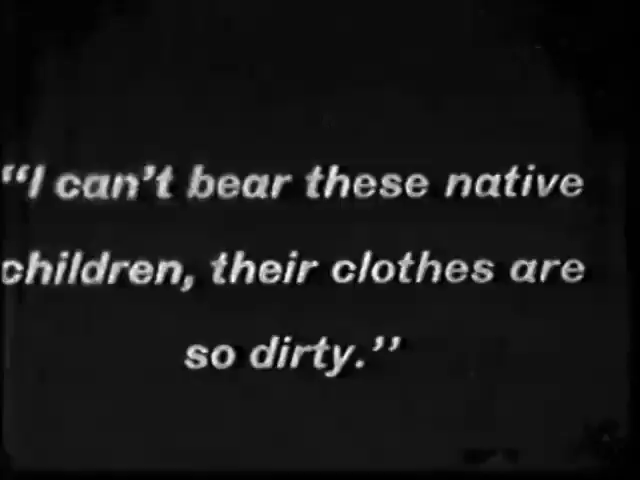 “I can’t bear these native
children, their clothes are
so dirty.”